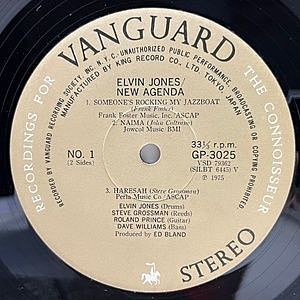 RECORDINGS FOR THE CONNOISSEUR
VANGUARD
RECORDED BY VANGUARD RECORDING SOCIETY, INC. N.Y.C. UNAUTHORIZED PUBLIC PERFORMANCE, BROADCASTING OR COPYING PROHIBITED
MANUFACTURED BY KING RECORD CO. LTD. TOKYO, JAPAN
ELVIN JONES/
NEW AGENDA
1. SOMEONE'S ROCKING MY JAZZBOAT
(Frank Foster)
Frank Foster Music, Inc./ASCAP
2. NAIMA (John Coltrane)
Jowcol Music/BMI
NO. 1
(2 Sides)
33⅓ r.p.m
GP-3025
VSD 79362
(SILBT 6445) V
Ⓟ 1975
3. HARESAH (Steve Grossman)
Perla Music Co./ASCAP
ELVIN JONES (Drums)
STEVE GROSSMAN (Reeds)
ROLAND PRINCE (Guitar)
DAVE WILLIAMS (Bass)
Produced by ED BLAND
STEREO